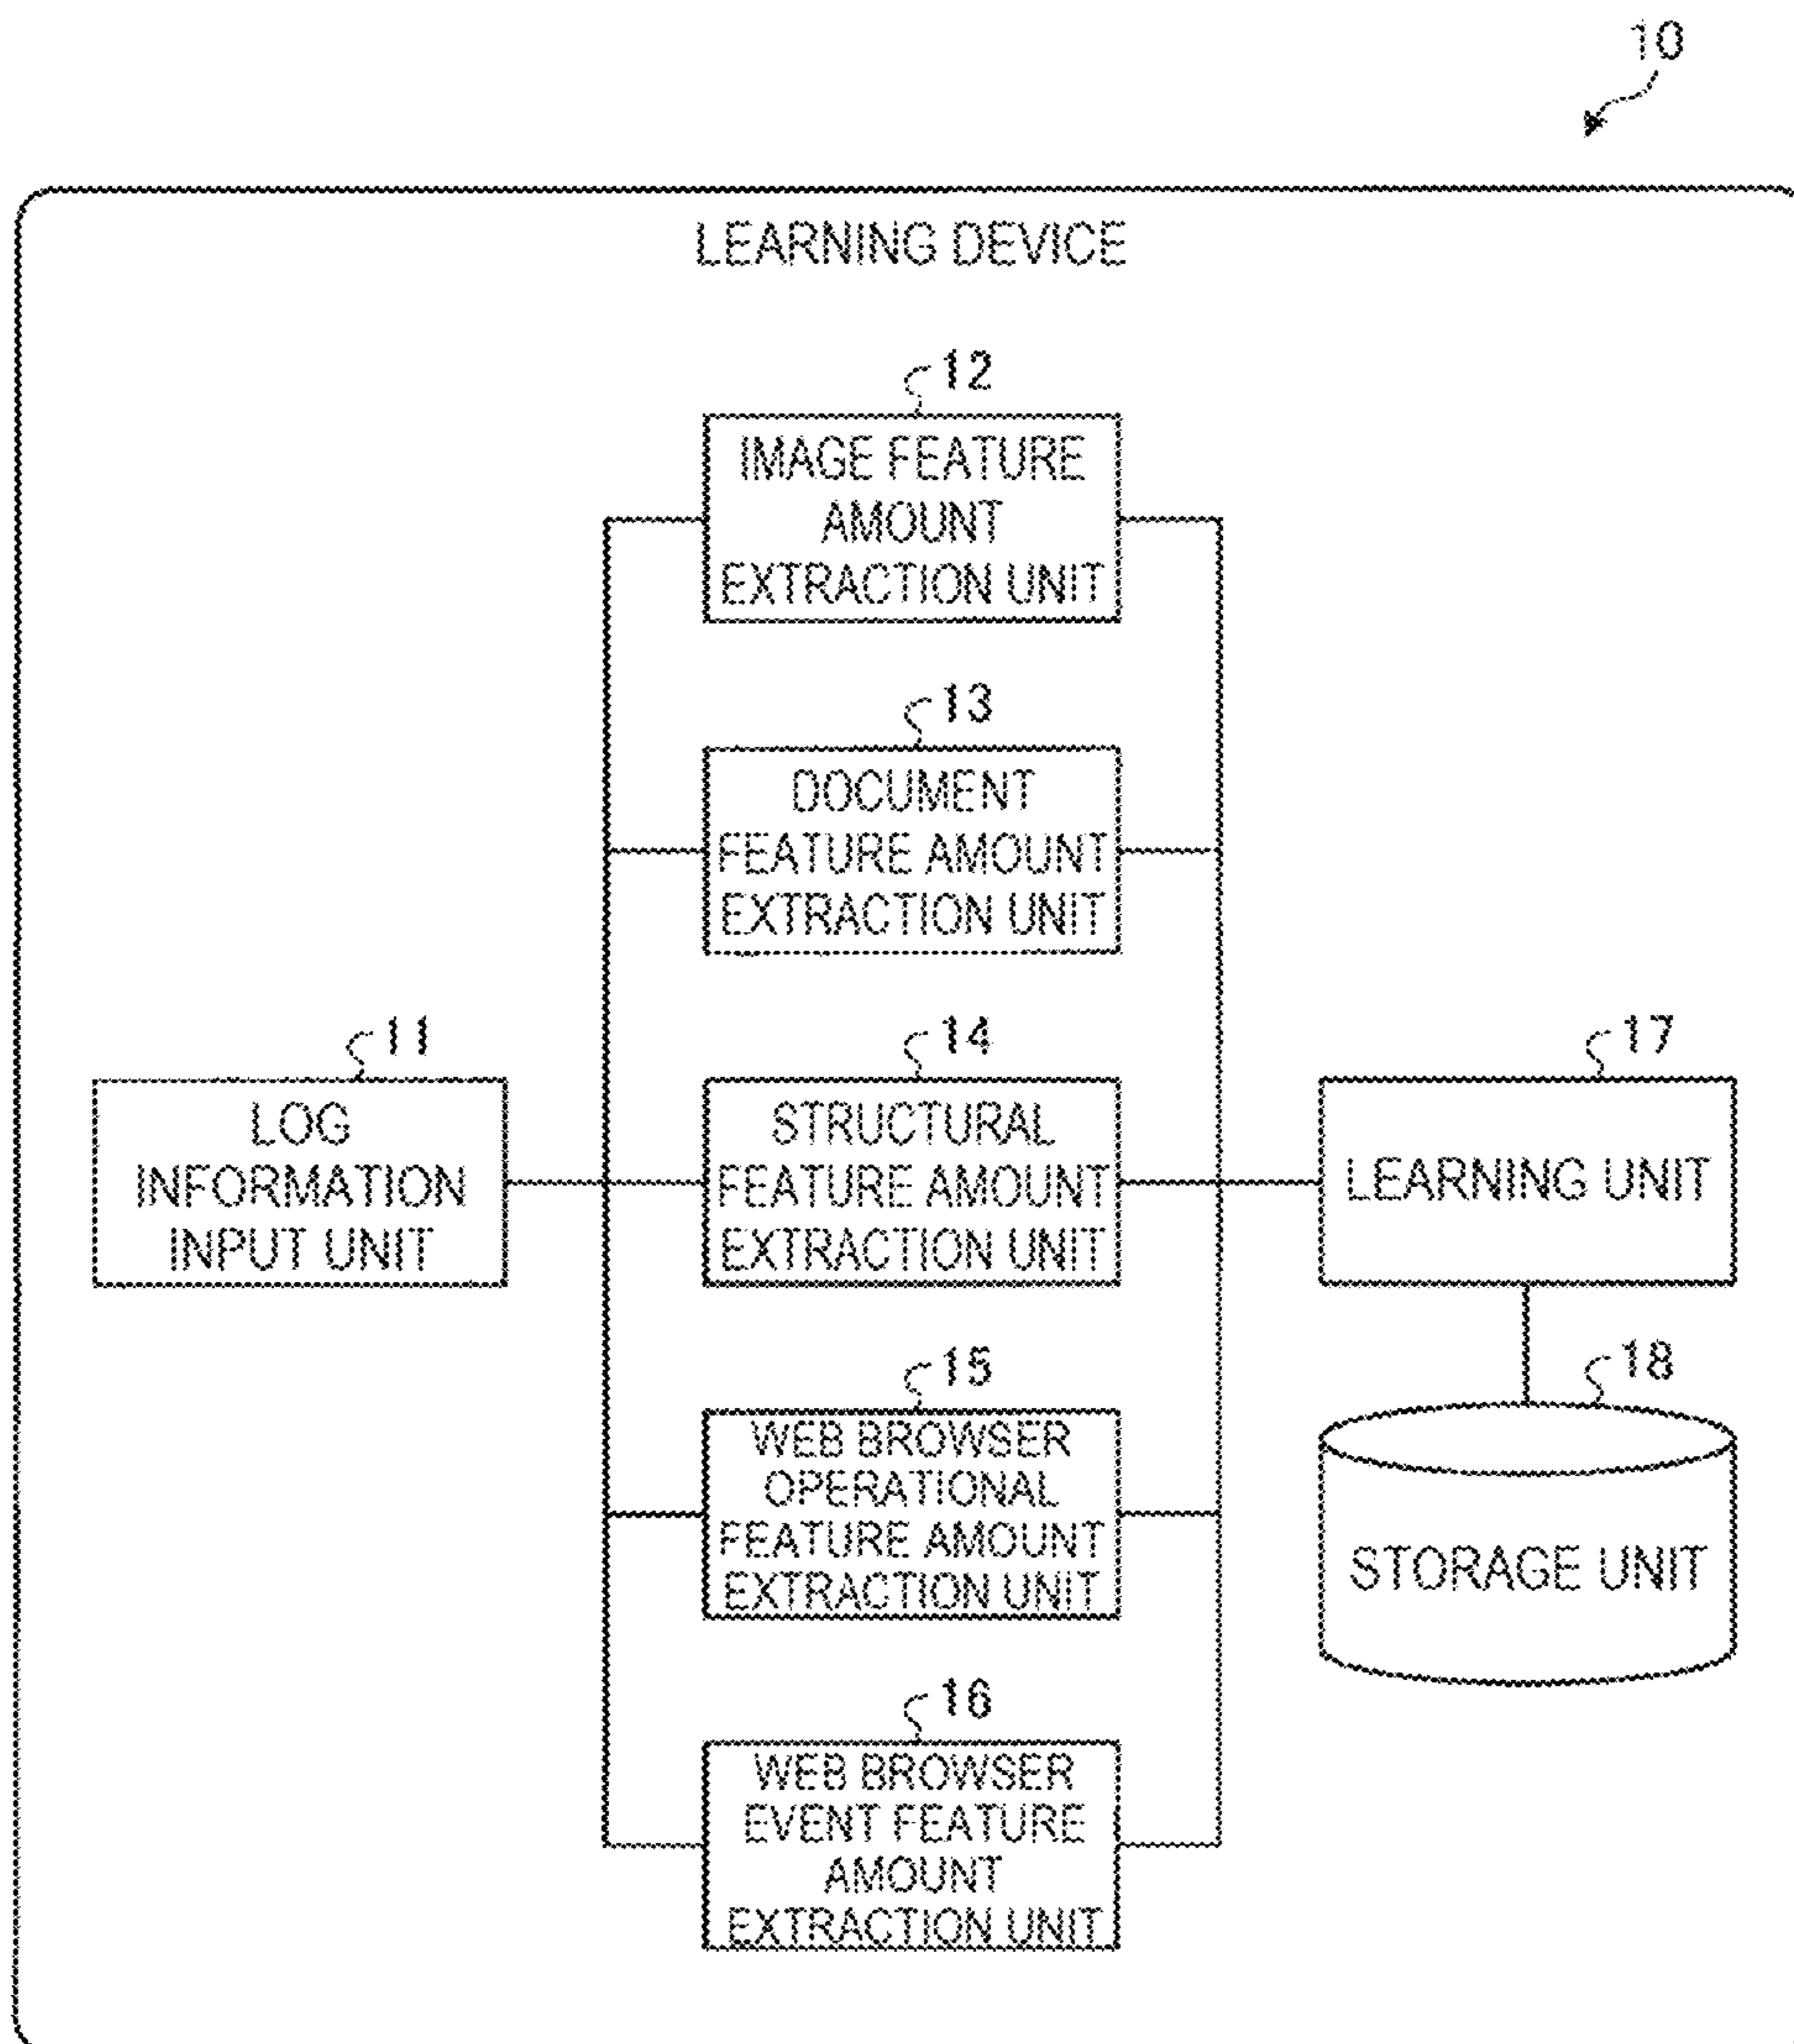 10
LEARNING DEVICE
12
IMAGE FEATURE
AMOUNT
EXTRACTION UNIT
13
DOCUMENT
FEATURE AMOUNT
EXTRACTION UNIT
11
LOG
INFORMATION
INPUT UNIT
14
STRUCTURAL
FEATURE AMOUNT
EXTRACTION UNIT
17
LEARNING UNIT
15
WEB BROWSER
OPERATIONAL
FEATURE AMOUNT
EXTRACTION UNIT
18
STORAGE UNIT
16
WEB BROWSER
EVENT FEATURE
AMOUNT
EXTRACTION UNIT